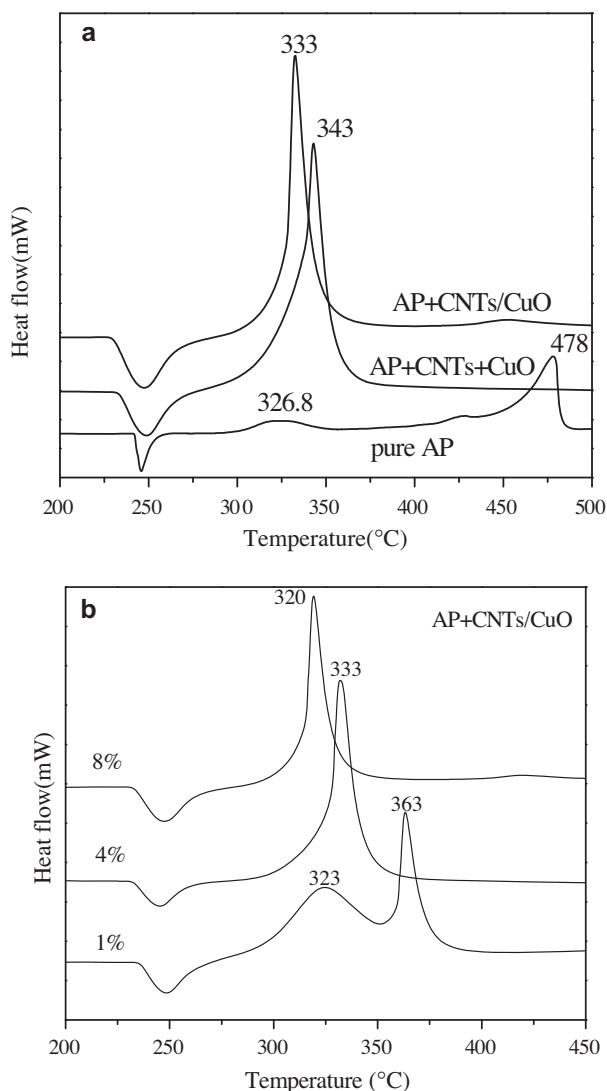 a
333
343
AP+CNTs/CuO
478
AP+CNTs+CuO
326.8
pure AP
Heat flow(mW)
200 250 300 350 400 450 500
Temperature(°C)
b
320
AP+CNTs/CuO
333
8%
363
4%
323
1%
Heat flow(mW)
200 250 300 350 400 450
Temperature (°C)